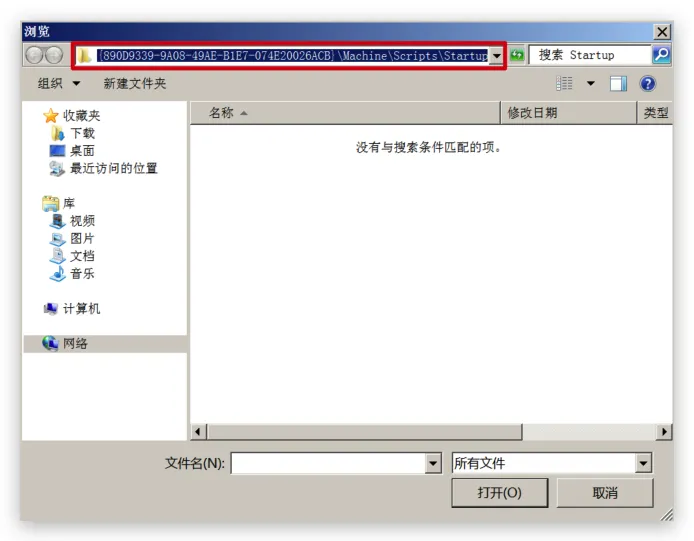 浏览
{890D9339-9A08-49AE-B1E7-074E20026ACB}\Machine\Scripts\Startup
搜索 Startup
组织 新建文件夹
收藏夹
下载
桌面
最近访问的位置
库
视频
图片
文档
音乐
计算机
网络
名称 修改日期 类型
没有与搜索条件匹配的项。
文件名(N):
所有文件
打开(O) 取消